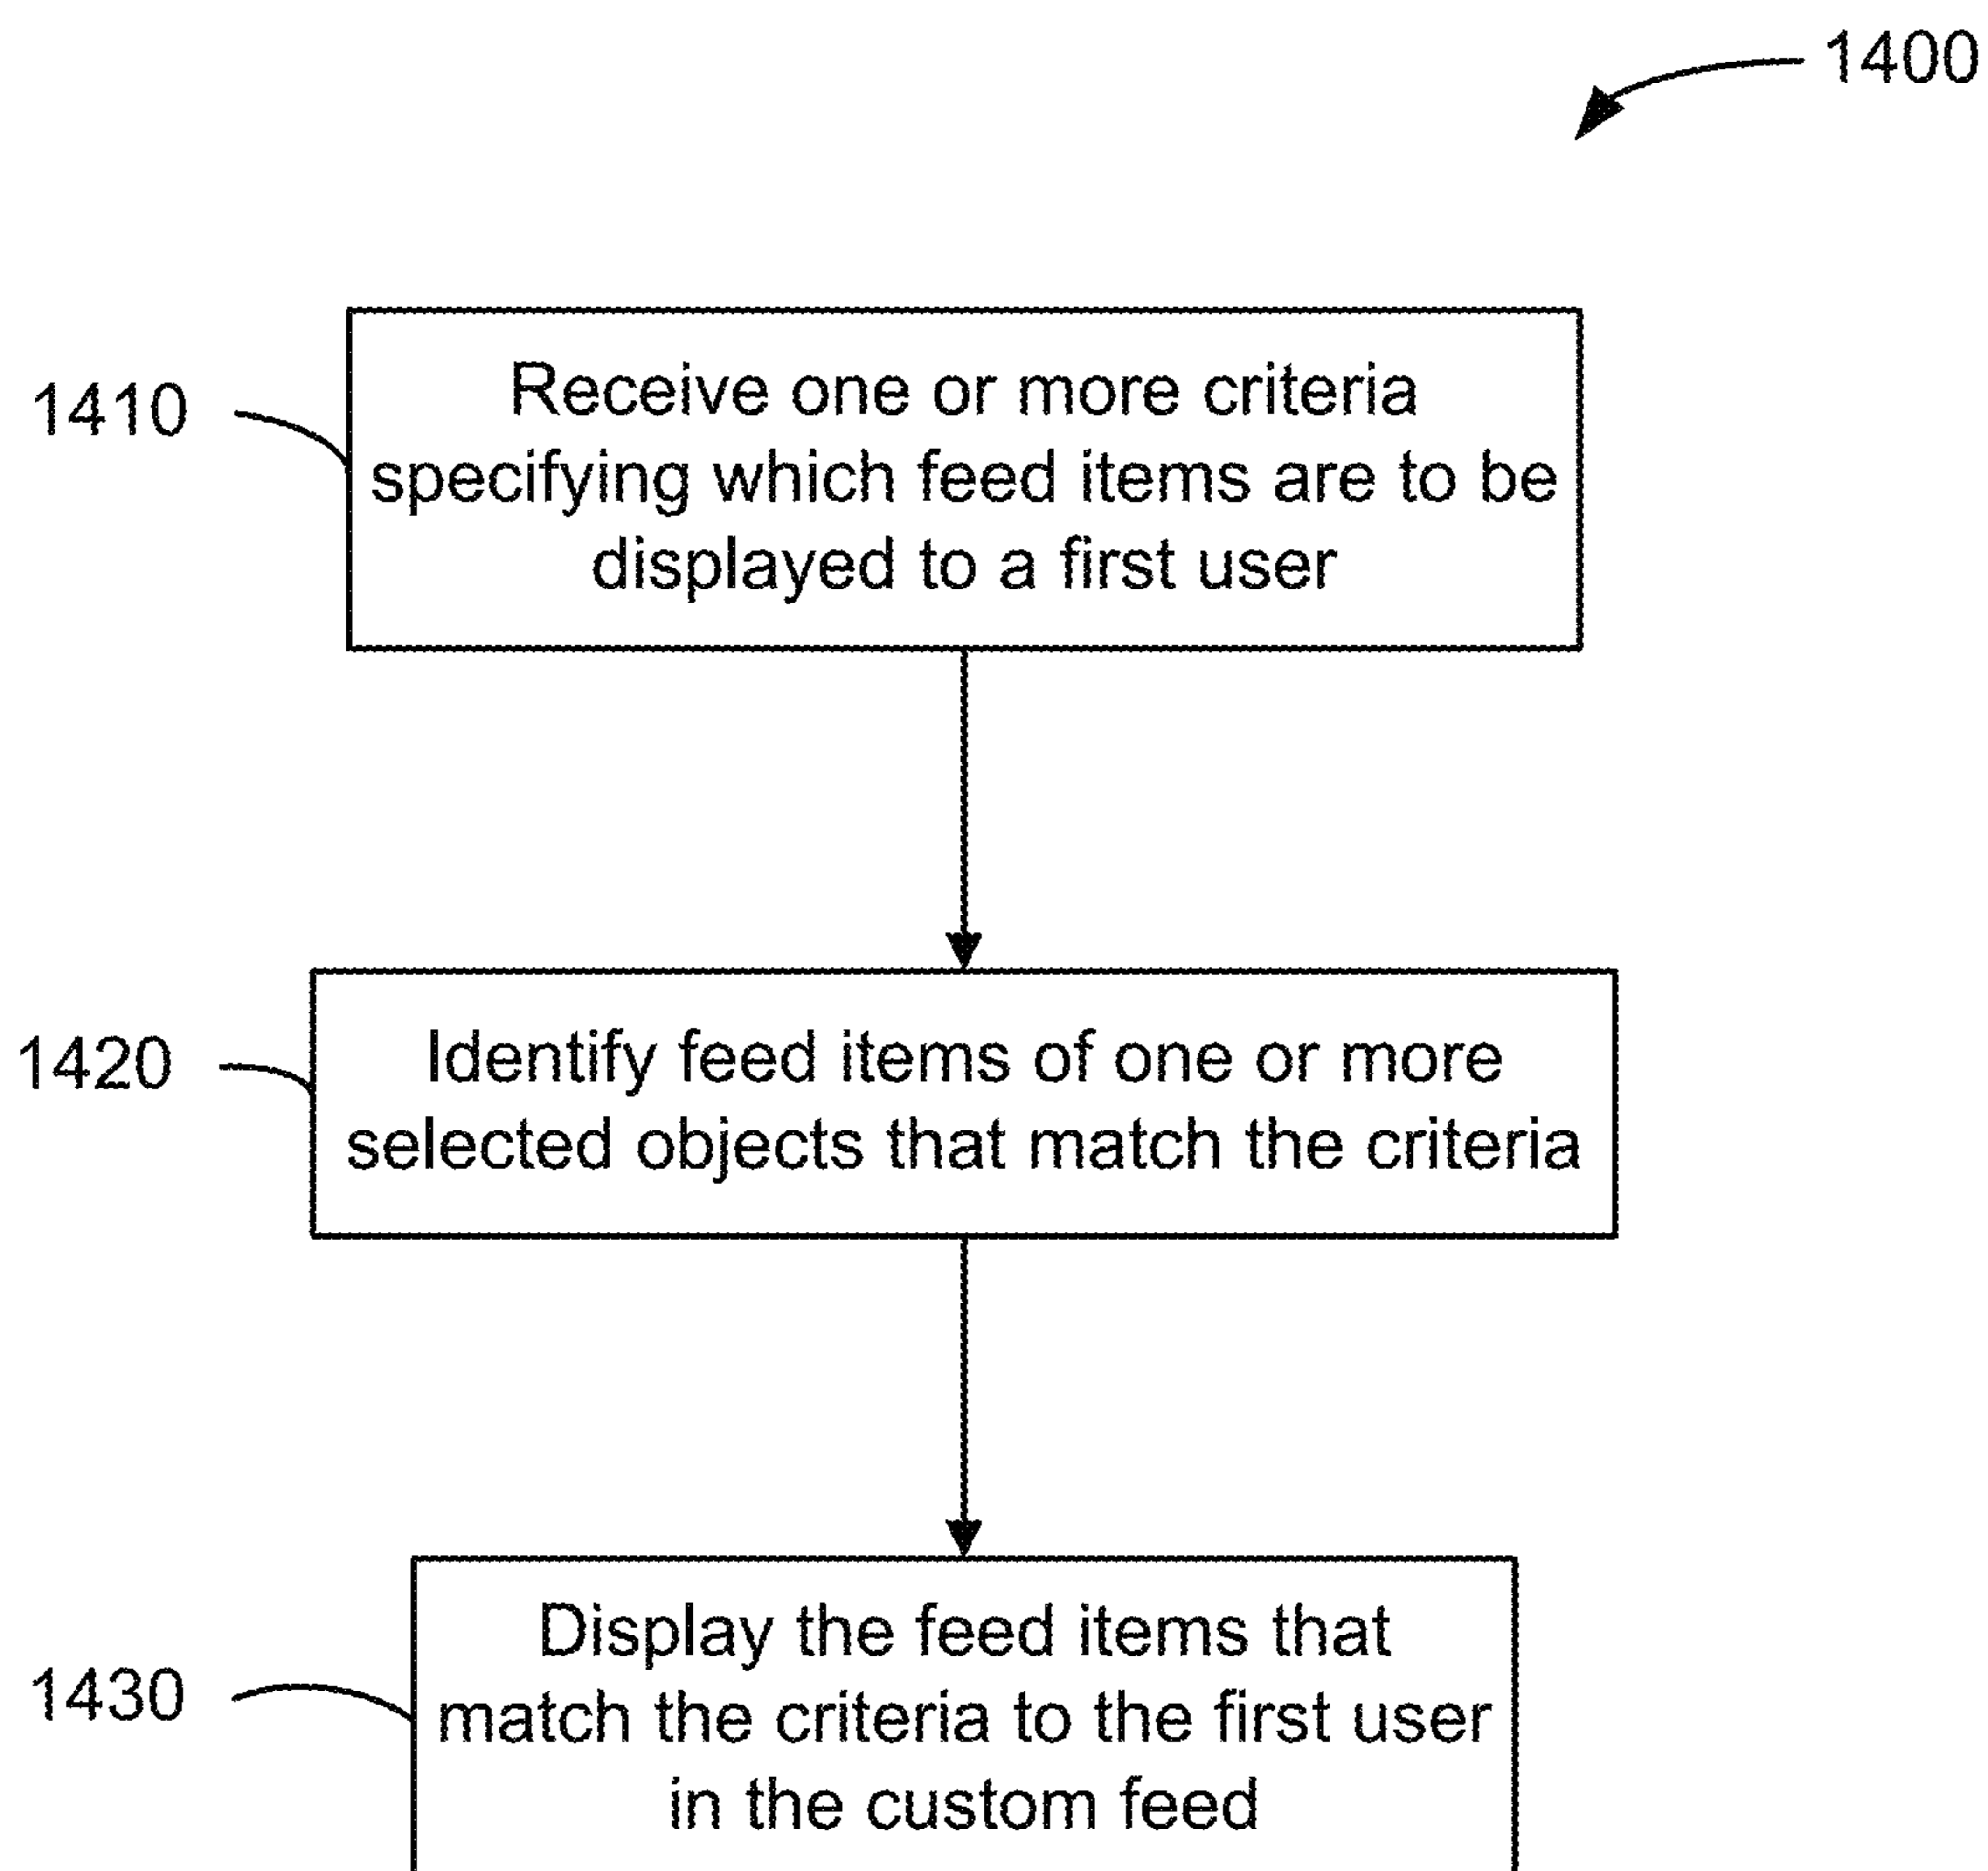 1400
1410
Receive one or more criteria
specifying which feed items are to be
displayed to a first user
1420
Identify feed items of one or more
selected objects that match the criteria
1430
Display the feed items that
match the criteria to the first user
in the custom feed